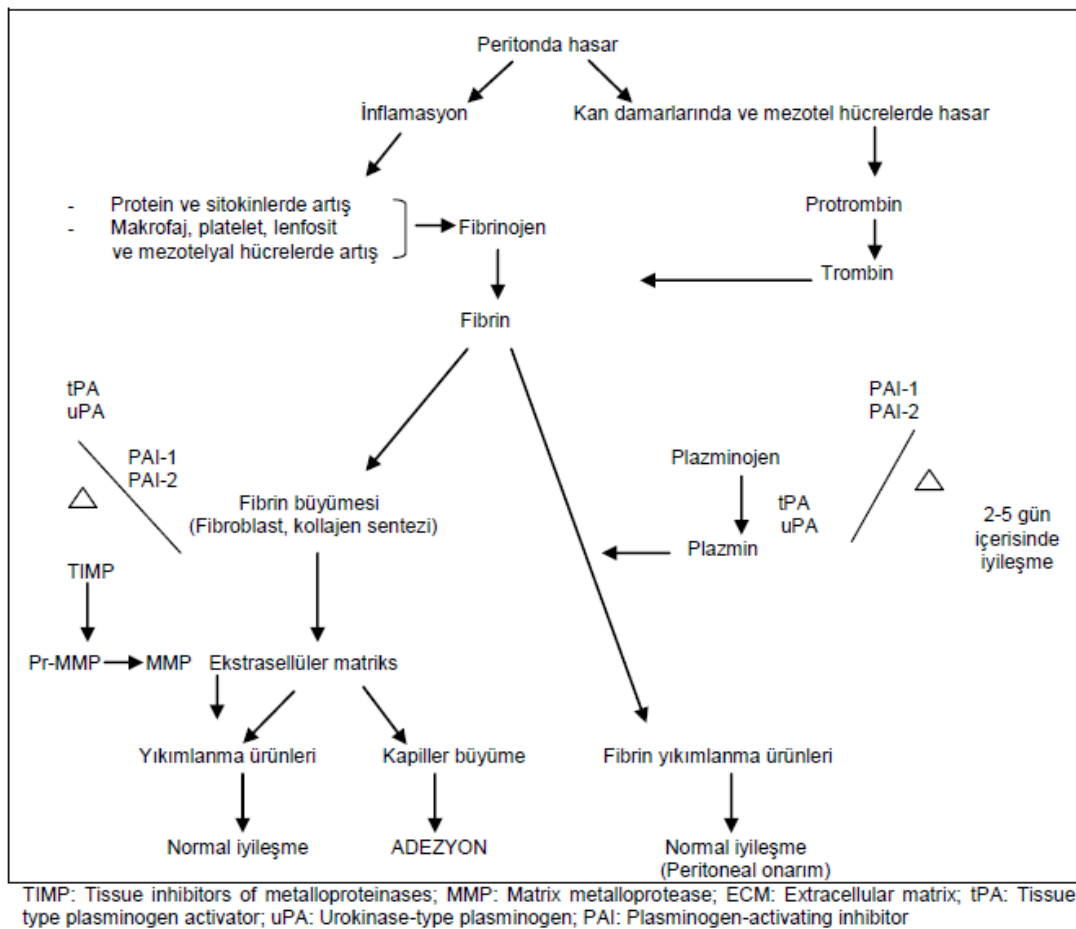 Peritonda hasar
İnflamasyon
Kan damarlarında ve mezotel hücrelerde hasar
- Protein ve sitokinlerde artış
- Makrofaj, platelet, lenfosit
ve mezotelyal hücrelerde artış
Fibrinojen
Protrombin
Trombin
Fibrin
tPA
uPA
PAI-1
PAI-2
PAI-1
PAI-2
Plazminojen
tPA
uPA
Plazmin
2-5 gün
içerisinde
iyileşme
Fibrin büyümesi
(Fibroblast, kollajen sentezi)
TIMP
Pr-MMP
MMP
Ekstrasellüler matriks
Yıkımlanma ürünleri
Kapiller büyüme
Fibrin yıkımlanma ürünleri
Normal iyileşme
ADEZYON
Normal iyileşme
(Peritoneal onarım)
TIMP: Tissue inhibitors of metalloproteinases; MMP: Matrix metalloprotease; ECM: Extracellular matrix; tPA: Tissue
type plasminogen activator; uPA: Urokinase-type plasminogen; PAI: Plasminogen-activating inhibitor